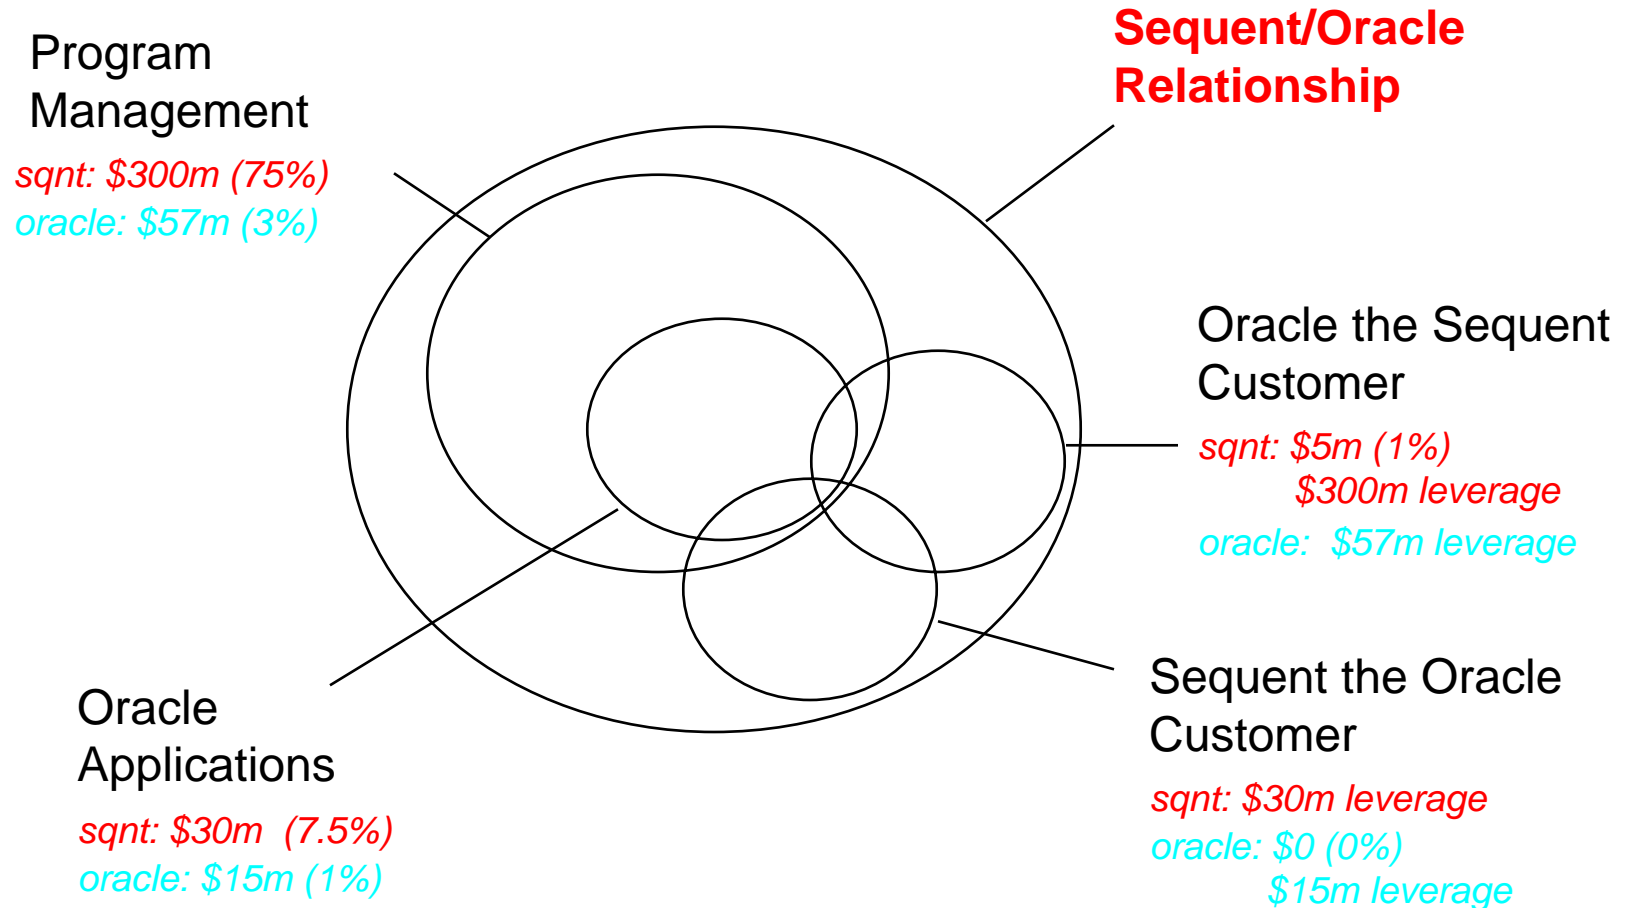 Program
Management
sqnt: $300m (75%)
oracle: $57m (3%)
Sequent/Oracle
Relationship
Oracle the Sequent
Customer
sqnt: $5m (1%)
$300m leverage
oracle:  $57m leverage
Oracle
Applications
sqnt: $30m  (7.5%)
oracle: $15m (1%)
Sequent the Oracle
Customer
sqnt: $30m leverage
oracle: $0 (0%)
$15m leverage